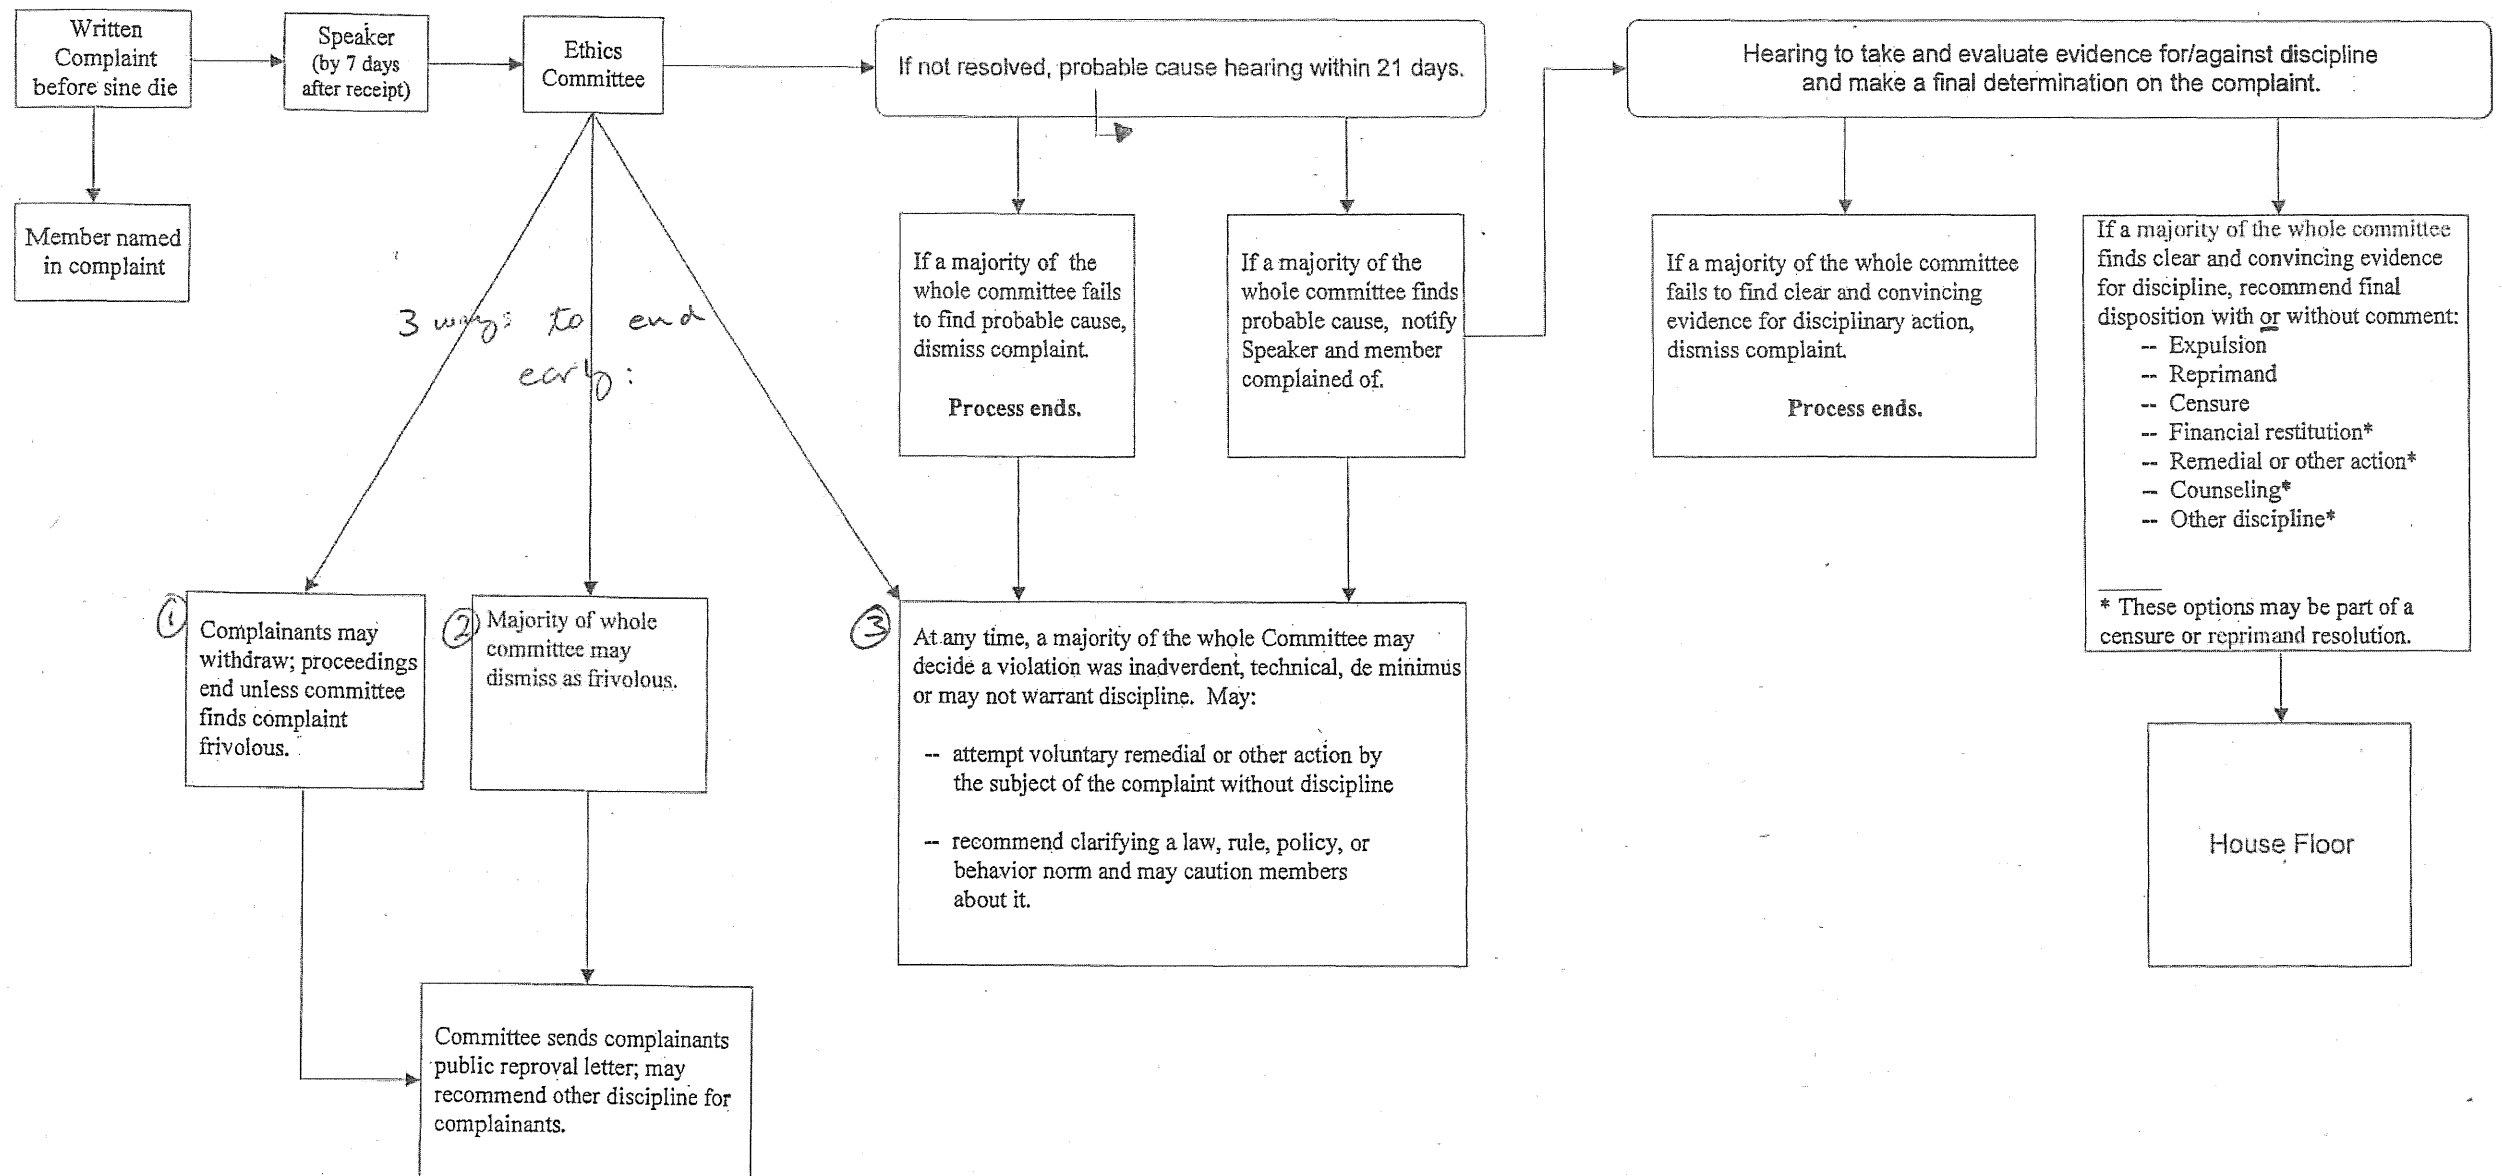 Written
Complaint
before sine die
Speaker
(by 7 days
after receipt)
Ethics
Committee
If not resolved, probable cause hearing within 21 days.
Hearing to take and evaluate evidence for/against discipline
and make a final determination on the complaint.
Member named
in complaint
3 ways to end
early:
If a majority of the
whole committee fails
to find probable cause,
dismiss complaint.
Process ends.
If a majority of the
whole committee finds
probable cause, notify
Speaker and member
complained of.
If a majority of the whole committee
fails to find clear and convincing
evidence for disciplinary action,
dismiss complaint.
Process ends.
If a majority of the whole committee
finds clear and convincing evidence
for discipline, recommend final
disposition with or without comment:
-- Expulsion
-- Reprimand
-- Censure
-- Financial restitution*
-- Remedial or other action*
-- Counseling*
-- Other discipline*
* These options may be part of a
censure or reprimand resolution.
1
Complainants may
withdraw; proceedings
end unless committee
finds complaint
frivolous.
2
Majority of whole
committee may
dismiss as frivolous.
3
At any time, a majority of the whole Committee may
decide a violation was inadverdent, technical, de minimus
or may not warrant discipline. May:
-- attempt voluntary remedial or other action by
the subject of the complaint without discipline
-- recommend clarifying a law, rule, policy, or
behavior norm and may caution members
about it.
House Floor
Committee sends complainants
public reproval letter; may
recommend other discipline for
complainants.